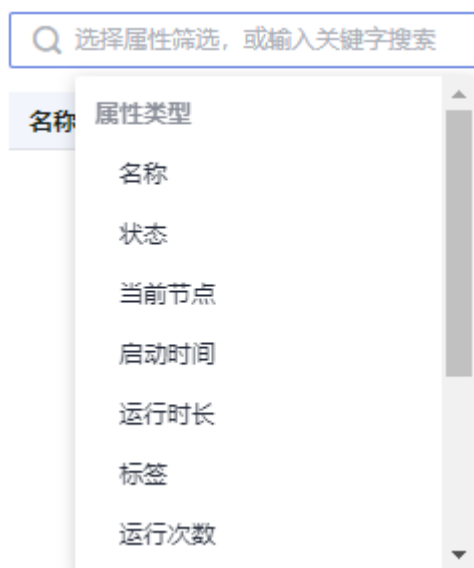 选择属性筛选，或输入关键字搜索
名称
属性类型
名称
状态
当前节点
启动时间
运行时长
标签
运行次数